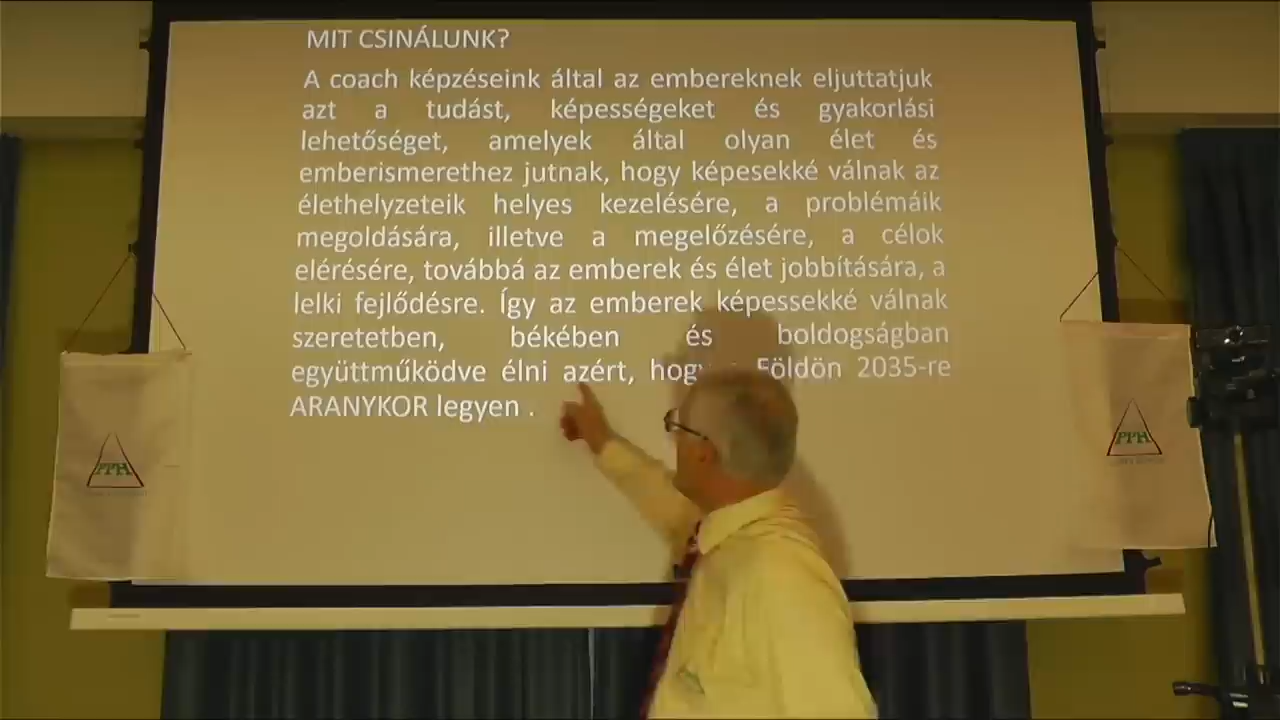 MIT CSINÁLUNK?
A coach képzéseink által az embereknek eljuttatjuk
azt a tudást, képességeket és gyakorlási
lehetőséget, amelyek által olyan élet és
emberismerethez jutnak, hogy képesekké válnak az
élethelyzeteik helyes kezelésére, a problémáik
megoldására, illetve a megelőzésére, a célok
elérésére, továbbá az emberek és élet jobbítására, a
lelki fejlődésre. Így az emberek képessekké válnak
szeretetben, békében és boldogságban
együttműködve élni azért, hogy Földön 2035-re
ARANYKOR legyen .
PPH
PPH